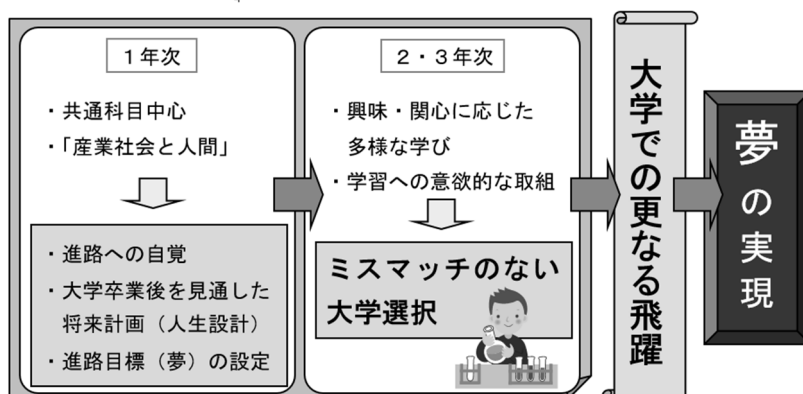 １年次
・共通科目中心
・「産業社会と人間」
・進路への自覚
・大学卒業後を見通した
将来計画（人生設計）
・進路目標（夢）の設定
２・３年次
・興味・関心に応じた
多様な学び
・学習への意欲的な取組
ミスマッチのない
大学選択
大学での更なる飛躍
夢の実現